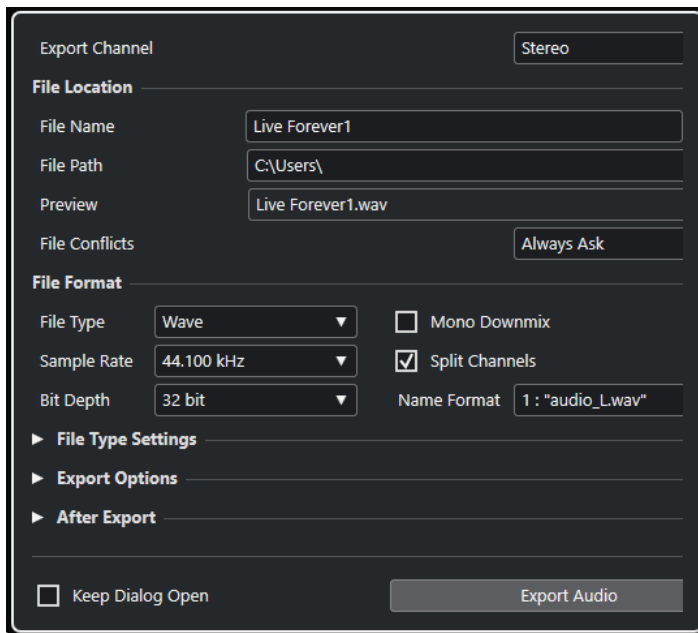 Export Channel Stereo
File Location
File Name Live Forever1
File Path C:\Users\
Preview Live Forever1.wav
File Conflicts Always Ask
File Format
File Type Wave Mono Downmix
Sample Rate 44.100 kHz Split Channels
Bit Depth 32 bit Name Format 1 : "audio_L.wav"
File Type Settings
Export Options
After Export
Keep Dialog Open Export Audio